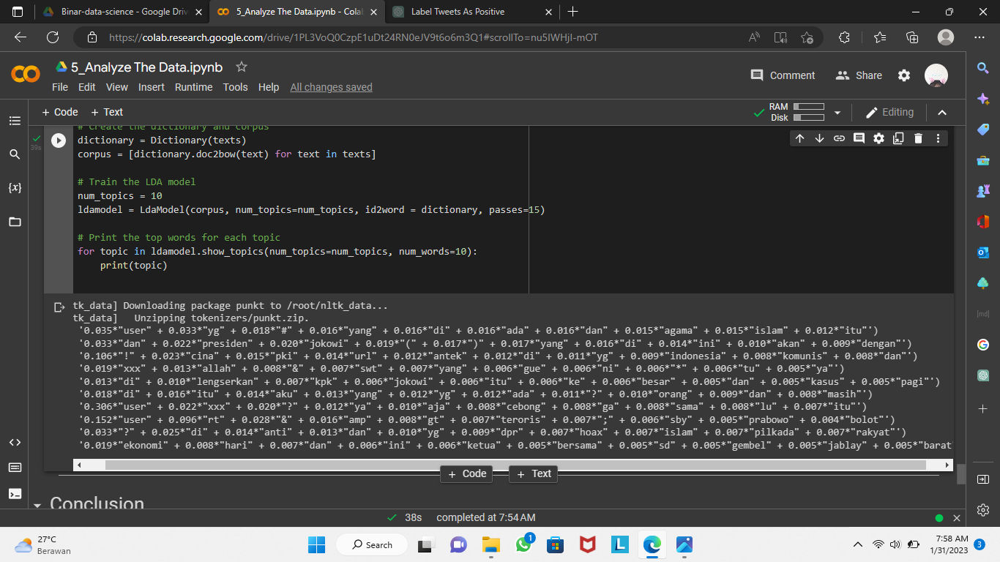 Binar-data-science - Google Driv
5_Analyze The Data.ipynb - Colab
Label Tweets As Positive
https://colab.research.google.com/drive/1PL3VoQ0CzpE1uDt24RN0eJV9t6o6m3Q1#scrollTo=nu5lWHjl-mOT
5_Analyze The Data.ipynb
File Edit View Insert Runtime Tools Help All changes saved
Comment
Share
+ Code + Text
RAM
Disk
Editing
39s
# Create the dictionary and corpus
dictionary = Dictionary(texts)
corpus = [dictionary.doc2bow(text) for text in texts]
# Train the LDA model
num_topics = 10
ldamodel = LdaModel(corpus, num_topics=num_topics, id2word = dictionary, passes=15)
# Print the top words for each topic
for topic in ldamodel.show_topics(num_topics=num_topics, num_words=10):
print(topic)
tk_data] Downloading package punkt to /root/nltk_data...
tk_data]   Unzipping tokenizers/punkt.zip.
'0.035*"user" + 0.033*"yg" + 0.018*"#" + 0.016*"yang" + 0.016*"di" + 0.016*"ada" + 0.016*"dan" + 0.015*"agama" + 0.015*"islam" + 0.012*"itu"')
'0.033*"dan" + 0.022*"presiden" + 0.020*"jokowi" + 0.019*"(" + 0.017*")" + 0.017*"yang" + 0.016*"di" + 0.014*"ini" + 0.010*"akan" + 0.009*"dengan"')
'0.106*"!" + 0.023*"cina" + 0.015*"pki" + 0.014*"url" + 0.012*"antek" + 0.012*"di" + 0.011*"yg" + 0.009*"indonesia" + 0.008*"komunis" + 0.008*"dan"')
'0.019*"xxx" + 0.013*"allah" + 0.008*"&" + 0.007*"swt" + 0.007*"yang" + 0.006*"gue" + 0.006*"ni" + 0.006*"*" + 0.006*"tu" + 0.005*"ya"')
'0.013*"di" + 0.010*"lengserkan" + 0.007*"kpk" + 0.006*"jokowi" + 0.006*"itu" + 0.006*"ke" + 0.006*"besar" + 0.005*"dan" + 0.005*"kasus" + 0.005*"pagi"')
'0.018*"di" + 0.016*"itu" + 0.014*"aku" + 0.013*"yang" + 0.012*"yg" + 0.012*"ada" + 0.011*"?" + 0.010*"orang" + 0.009*"dan" + 0.008*"masih"')
'0.306*"user" + 0.022*"xxx" + 0.020*"?" + 0.012*"ya" + 0.010*"aja" + 0.008*"cebong" + 0.008*"ga" + 0.008*"sama" + 0.008*"lu" + 0.007*"itu"')
'0.152*"user" + 0.096*"rt" + 0.028*"&" + 0.016*"amp" + 0.008*"gt" + 0.007*"teroris" + 0.007*";" + 0.006*"sby" + 0.005*"prabowo" + 0.004*"bolot"')
'0.033*"?" + 0.025*"di" + 0.014*"anti" + 0.013*"dan" + 0.010*"yg" + 0.009*"dpr" + 0.007*"hoax" + 0.007*"islam" + 0.007*"pilkada" + 0.007*"rakyat"')
'0.019*"ekonomi" + 0.008*"hari" + 0.007*"dan" + 0.006*"ini" + 0.006*"ketua" + 0.005*"bersama" + 0.005*"sd" + 0.005*"gembel" + 0.005*"jablay" + 0.005*"barat
+ Code + Text
Conclusion
38s completed at 7:54 AM
27°C
Berawan
Search
1
7:58 AM
1/31/2023
3